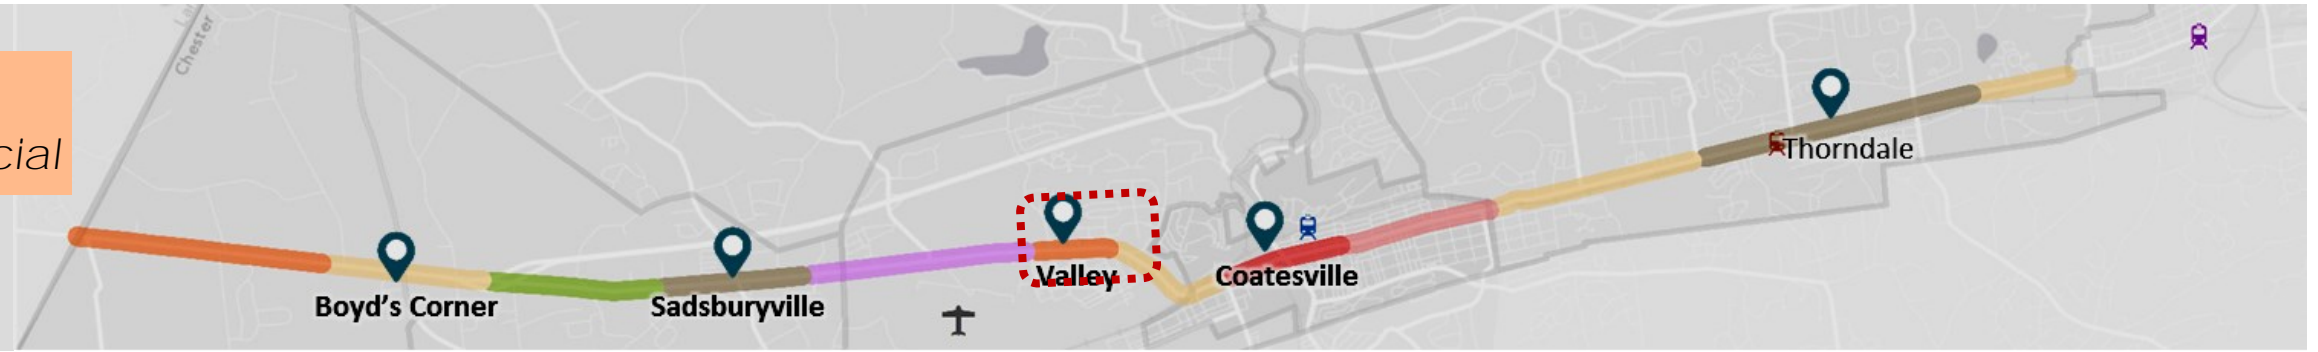 Chester
cial
Thorndale
Valley
Coatesville
Boyd's Corner
Sadsburyville